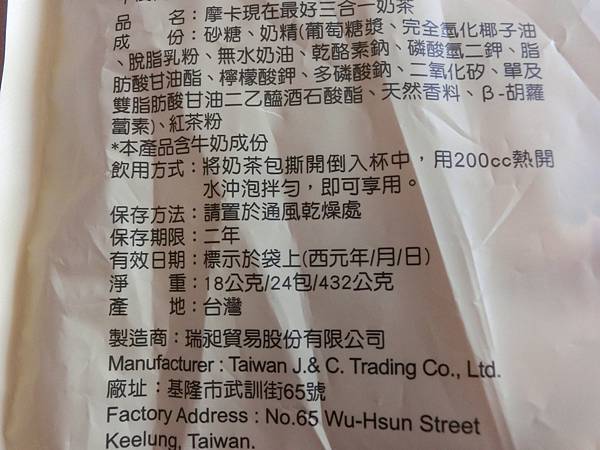 品　　名：摩卡現在最好三合一奶茶
成　　份：砂糖、奶精(葡萄糖漿、完全氫化椰子油
、脫脂乳粉、無水奶油、乾酪素鈉、磷酸氫二鉀、脂
肪酸甘油酯、檸檬酸鉀、多磷酸鈉、二氧化矽、單及
雙脂肪酸甘油二乙醯酒石酸酯、天然香料、β-胡蘿
蔔素)、紅茶粉
*本產品含牛奶成份
飲用方式：將奶茶包撕開倒入杯中，用200cc熱開
水沖泡拌勻，即可享用。
保存方法：請置於通風乾燥處
保存期限：二年
有效日期：標示於袋上(西元年/月/日)
淨　　重：18公克/24包/432公克
產　　地：台灣
製造商：瑞昶貿易股份有限公司
Manufacturer : Taiwan J.& C. Trading Co., Ltd.
廠址：基隆市武訓街65號
Factory Address : No.65 Wu-Hsun Street
Keelung, Taiwan.